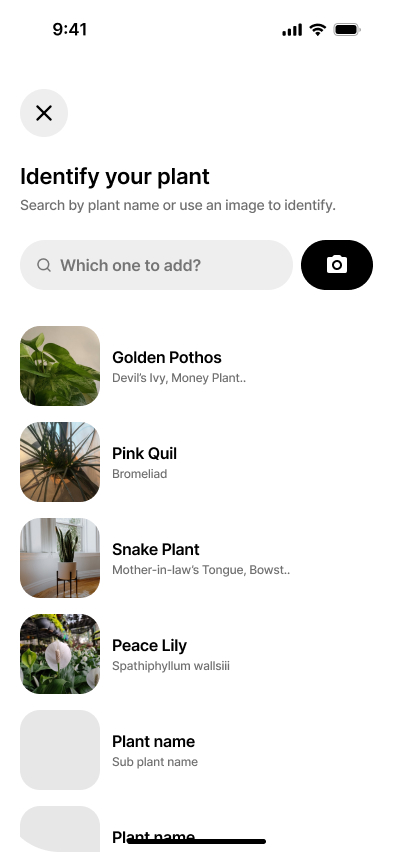 9:41
Identify your plant
Search by plant name or use an image to identify.
Which one to add?
Golden Pothos
Devil's Ivy, Money Plant..
Pink Quil
Bromeliad
Snake Plant
Mother-in-law's Tongue, Bowst..
Peace Lily
Spathiphyllum wallsiii
Plant name
Sub plant name
Plant name